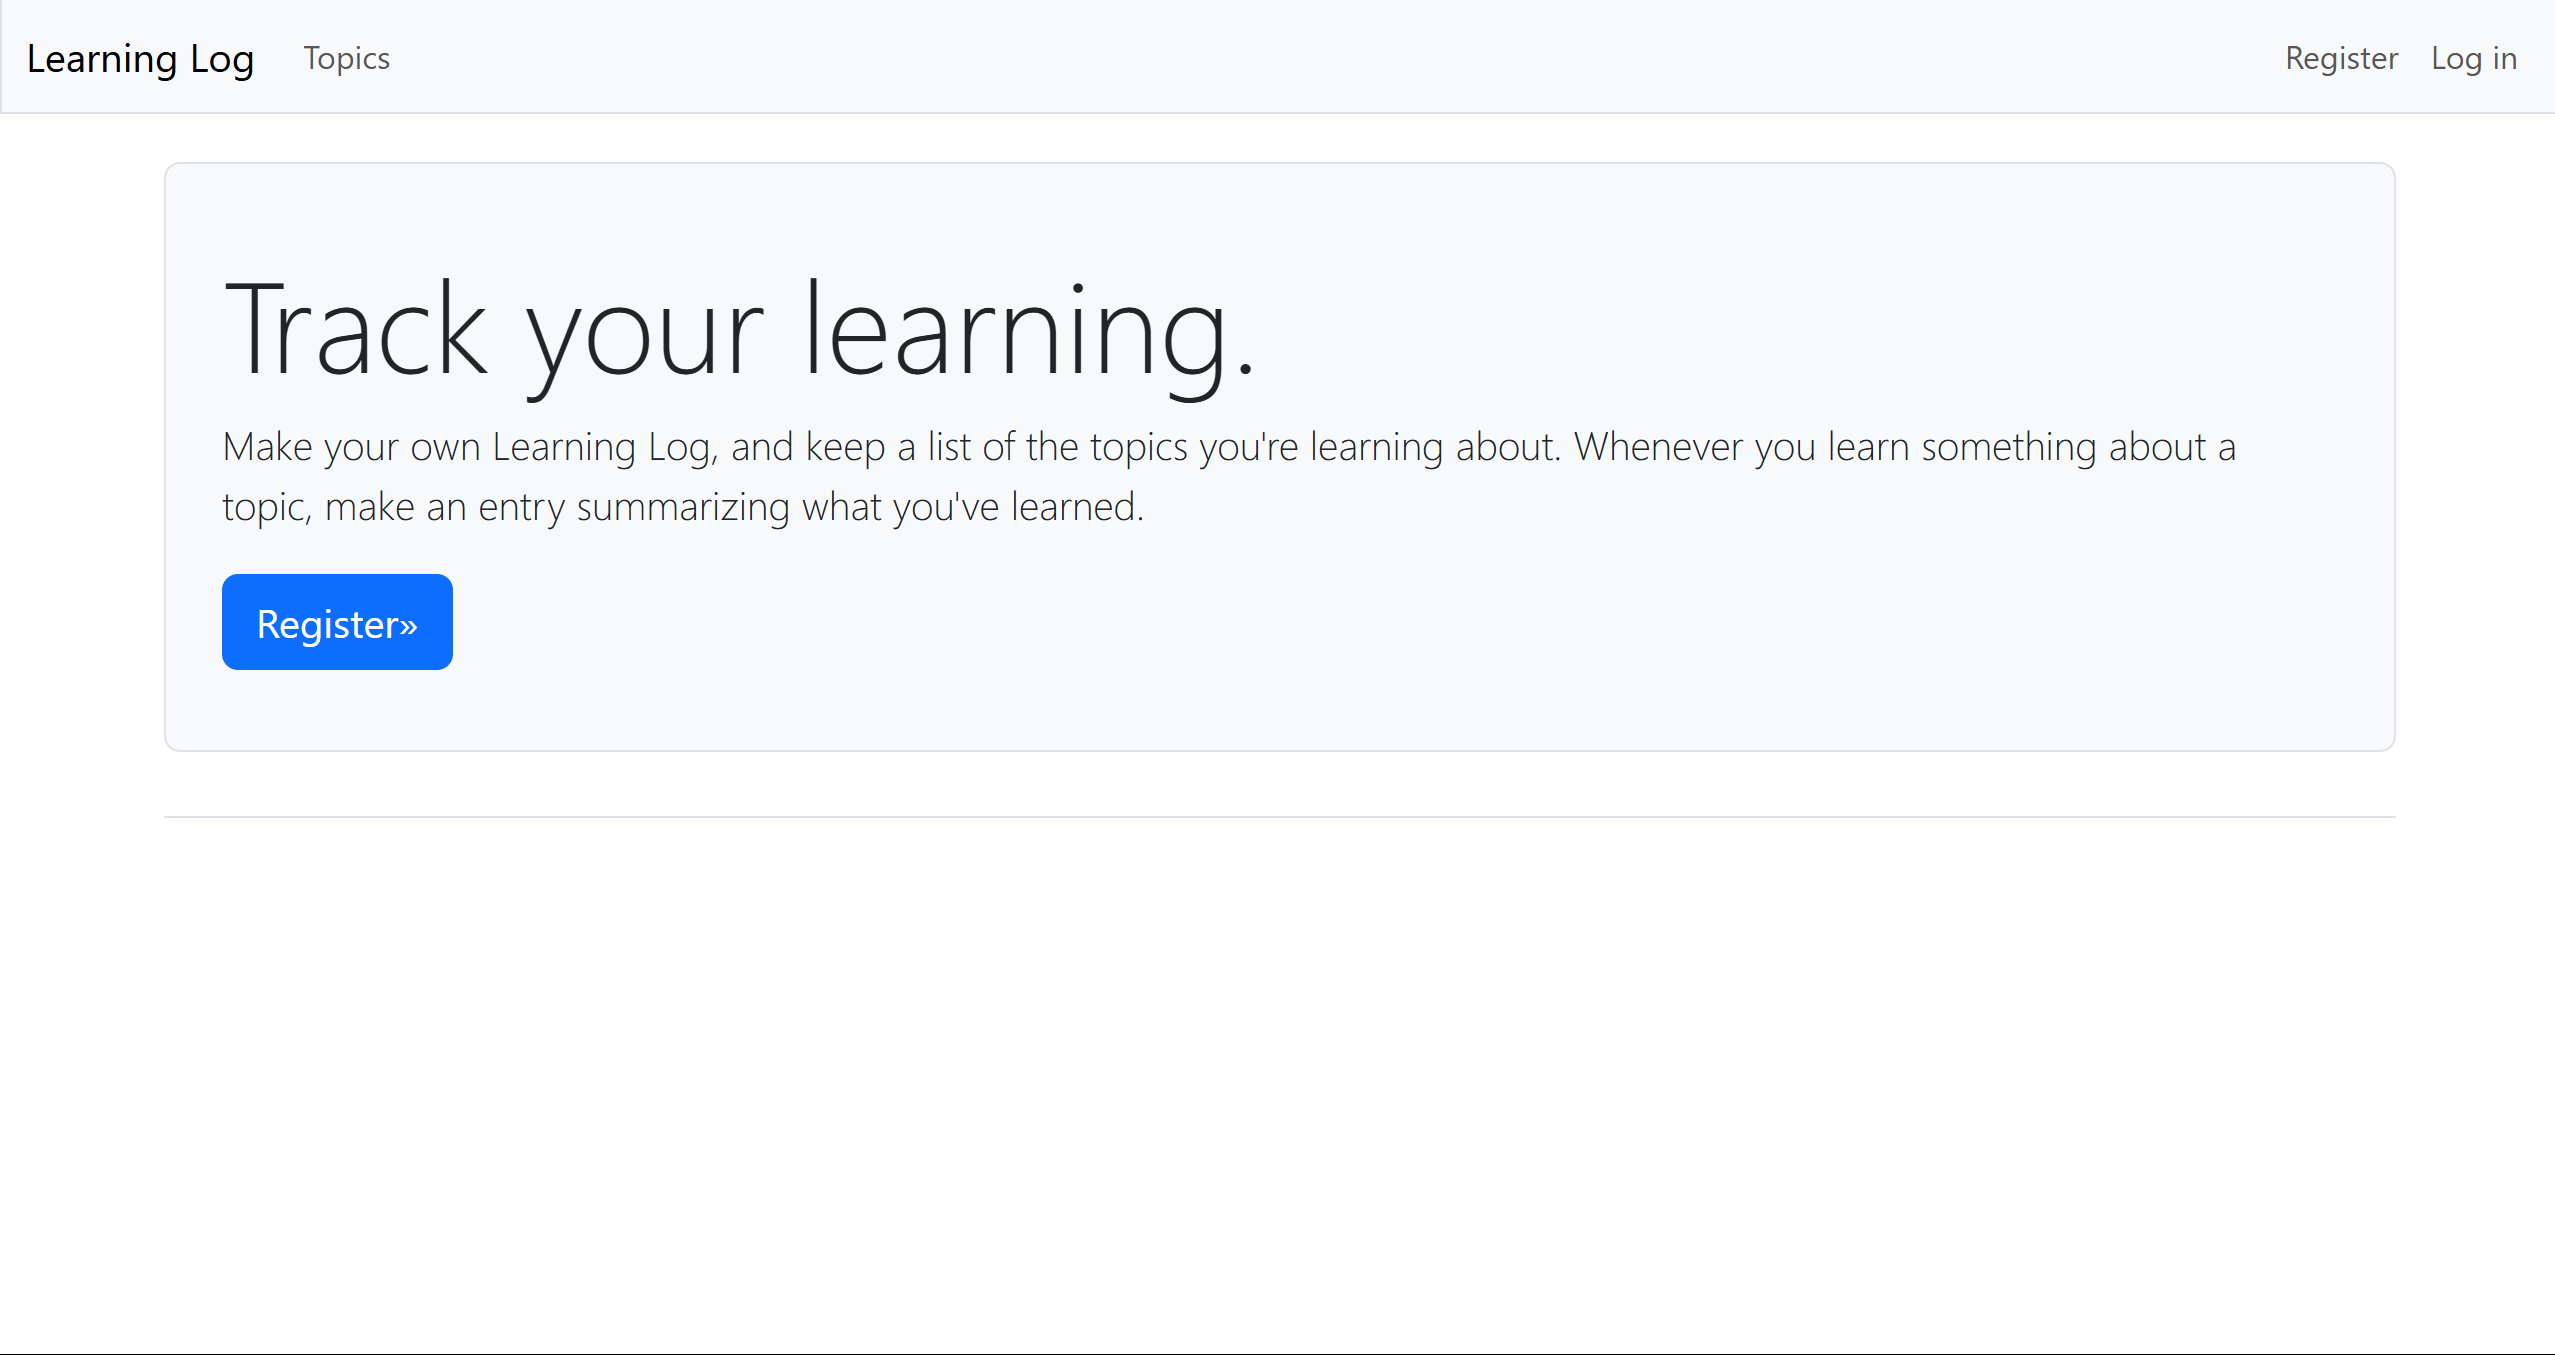 Learning Log Topics Register Log in
Track your learning.
Make your own Learning Log, and keep a list of the topics you're learning about. Whenever you learn something about a
topic, make an entry summarizing what you've learned.
Register»